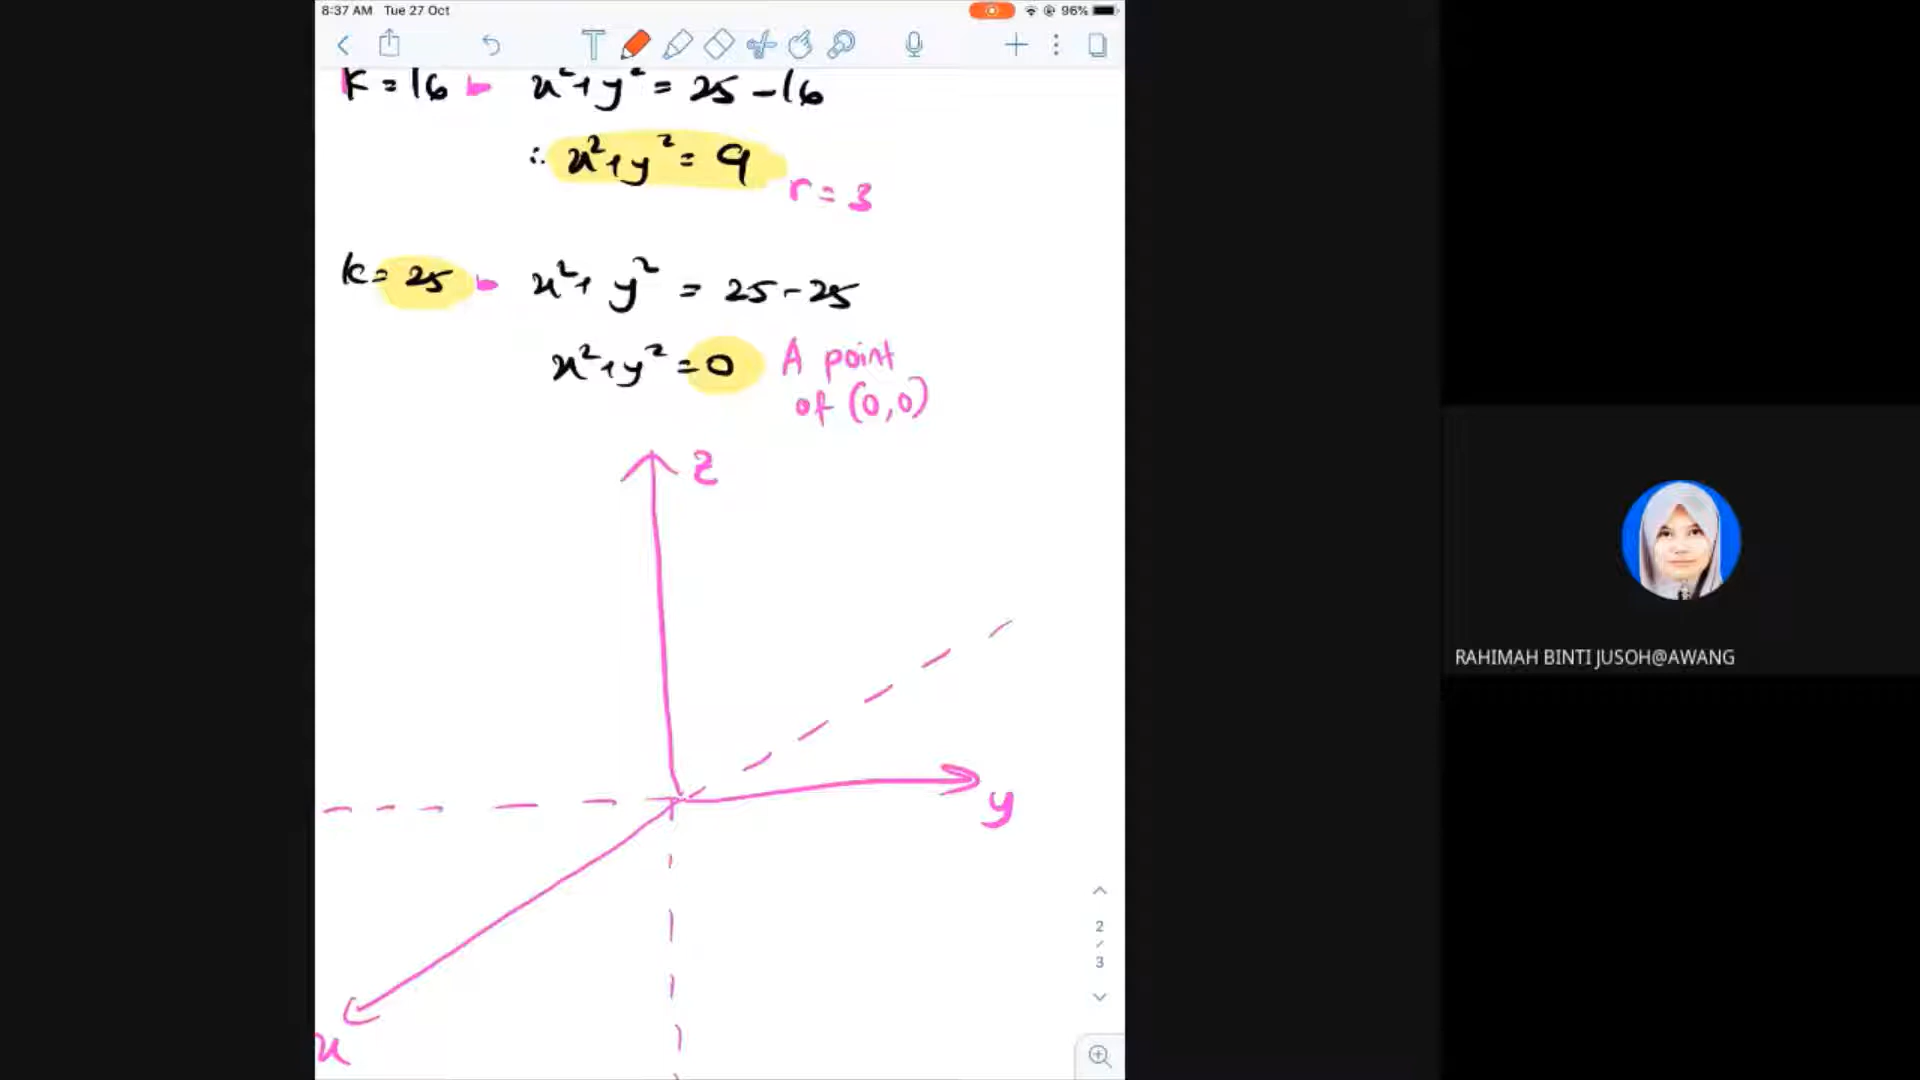 8:37 AM Tue 27 Oct
96%
K = 16 x² + y² = 25 - 16
∴ x² + y² = 9
r = 3
k = 25 x² + y² = 25 - 25
x² + y² = 0 A point
of (0,0)
z
y
x
2
/
3
RAHIMAH BINTI JUSOH@AWANG